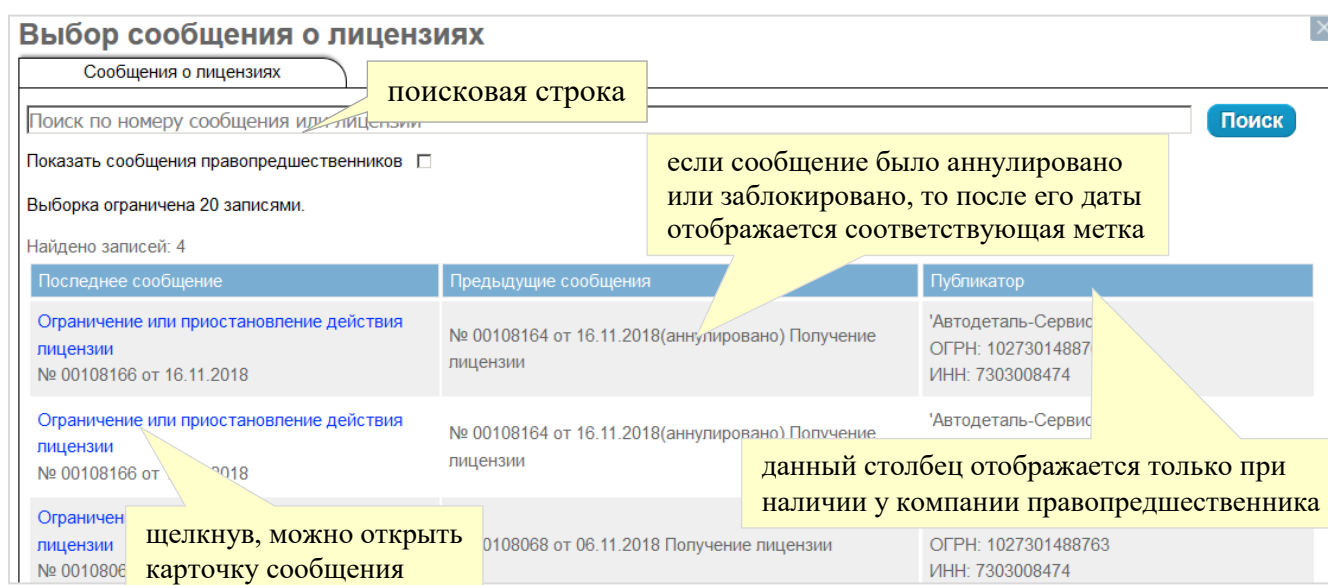 Выбор сообщения о лицензиях
Сообщения о лицензиях
поисковая строка
Поиск по номеру сообщения или лицензии
Поиск
Показать сообщения правопредшественников
если сообщение было аннулировано
или заблокировано, то после его даты
отображается соответствующая метка
Выборка ограничена 20 записями.
Найдено записей: 4
Последнее сообщение
Предыдущие сообщения
Публикатор
Ограничение или приостановление действия
лицензии
№ 00108166 от 16.11.2018
№ 00108164 от 16.11.2018(аннулировано) Получение
лицензии
'Автодеталь-Сервис
ОГРН: 10273014887
ИНН: 7303008474
Ограничение или приостановление действия
лицензии
№ 00108166 от 2018
№ 00108164 от 16.11.2018(аннулировано) Получение
лицензии
'Автодеталь-Сервис
данный столбец отображается только при
наличии у компании правопредшественника
Ограничен
лицензии
№ 0010806
щелкнув, можно открыть
карточку сообщения
0108068 от 06.11.2018 Получение лицензии
ОГРН: 1027301488763
ИНН: 7303008474